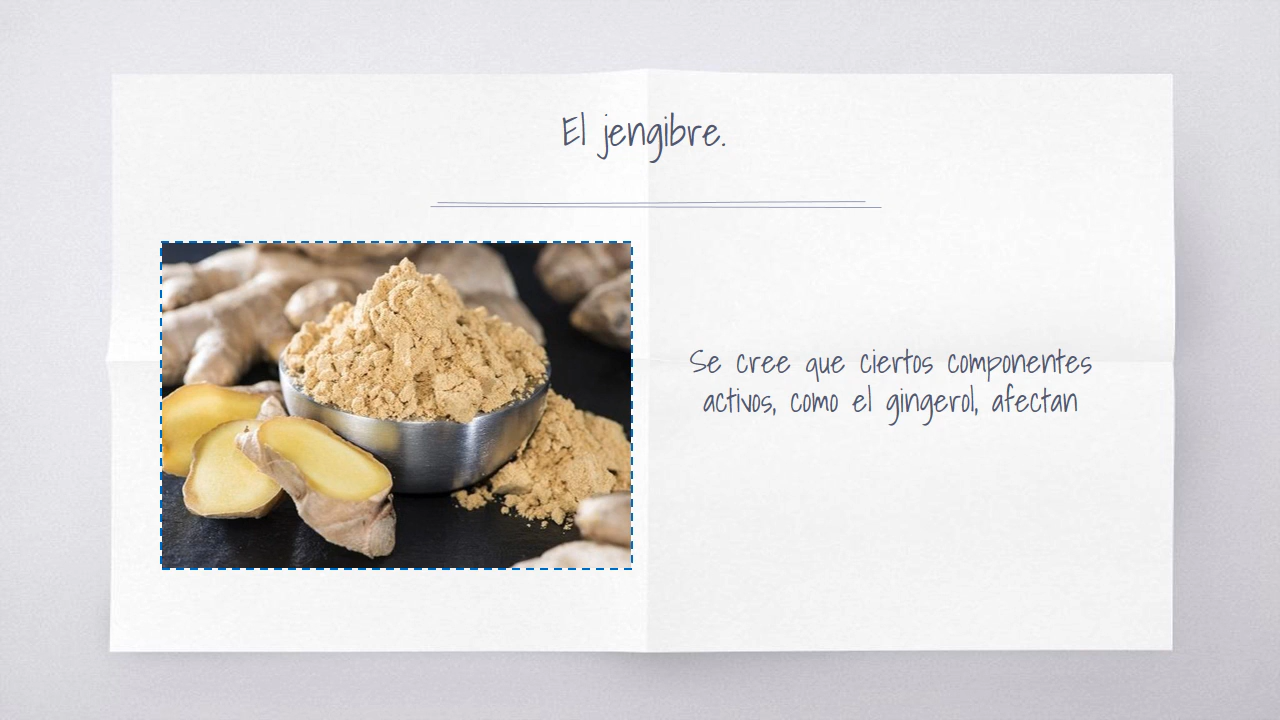 El jengibre.
Se cree que ciertos componentes
activos, como el gingerol, afectan